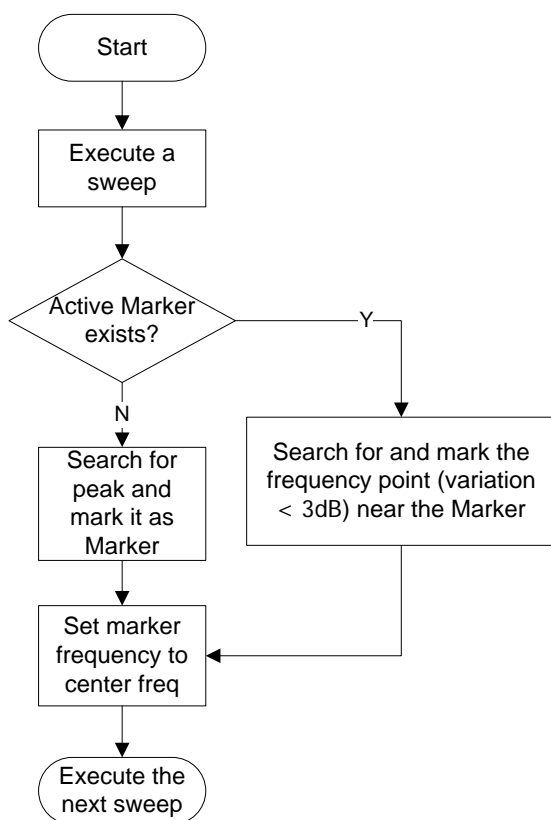 Start
Execute a
sweep
Active Marker
exists?
Y
N
Search for
peak and
mark it as
Marker
Search for and mark the
frequency point (variation
< 3dB) near the Marker
Set marker
frequency to
center freq
Execute the
next sweep